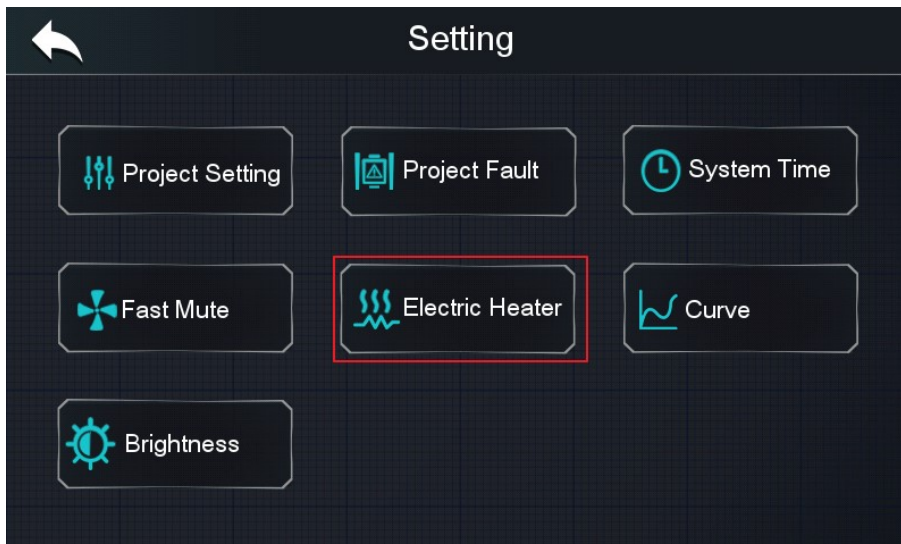 Setting
Project Setting
Project Fault
System Time
Fast Mute
Electric Heater
Curve
Brightness